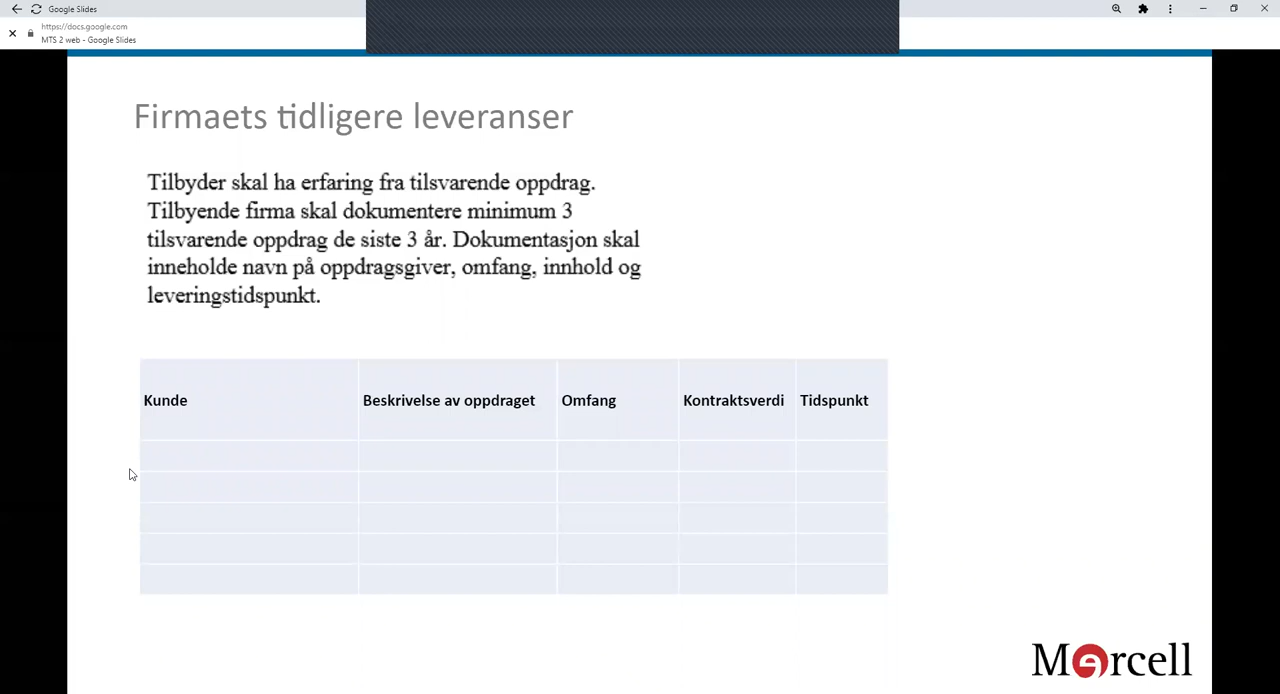 Google Slides
https://docs.google.com
MTS 2 web - Google Slides
Firmaets tidligere leveranser
Tilbyder skal ha erfaring fra tilsvarende oppdrag.
Tilbyende firma skal dokumentere minimum 3
tilsvarende oppdrag de siste 3 år. Dokumentasjon skal
inneholde navn på oppdragsgiver, omfang, innhold og
leveringstidspunkt.
Kunde Beskrivelse av oppdraget Omfang Kontraktsverdi Tidspunkt
Mercell